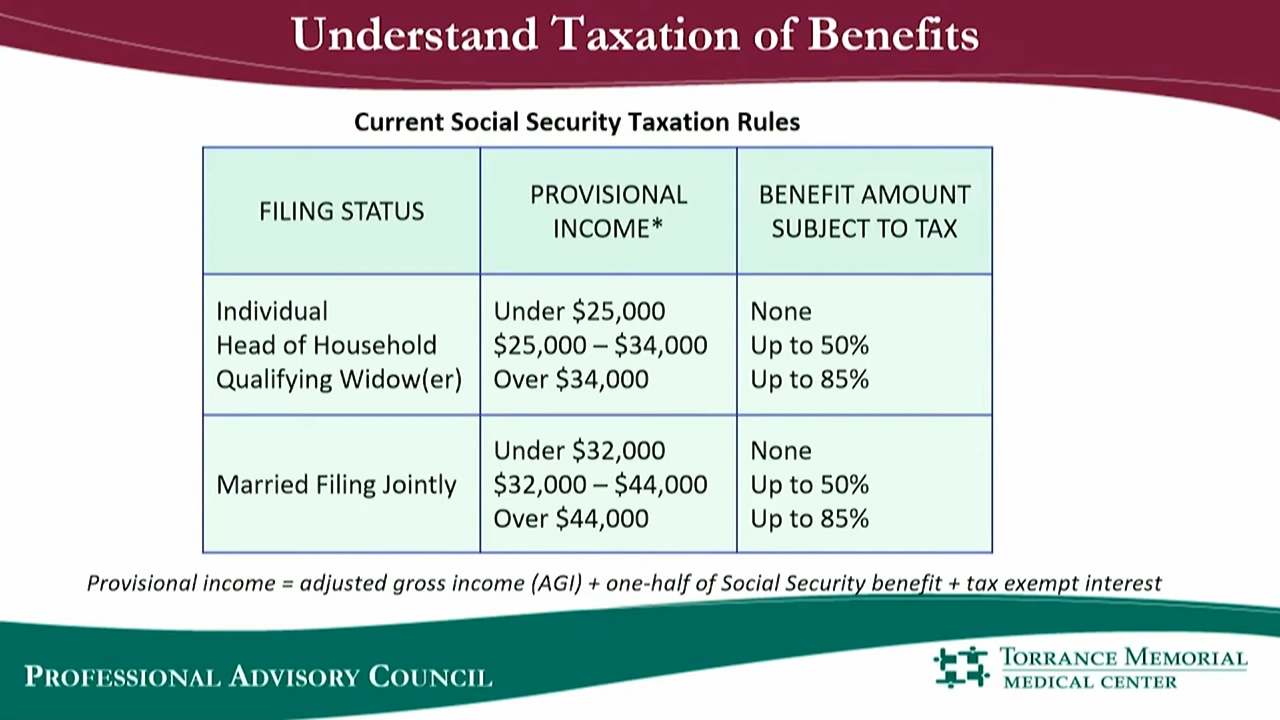 Understand Taxation of Benefits
Current Social Security Taxation Rules
FILING STATUS
PROVISIONAL
INCOME*
BENEFIT AMOUNT
SUBJECT TO TAX
Individual
Head of Household
Qualifying Widow(er)
Under $25,000
$25,000 – $34,000
Over $34,000
None
Up to 50%
Up to 85%
Married Filing Jointly
Under $32,000
$32,000 – $44,000
Over $44,000
None
Up to 50%
Up to 85%
Provisional income = adjusted gross income (AGI) + one-half of Social Security benefit + tax exempt interest
PROFESSIONAL ADVISORY COUNCIL
TORRANCE MEMORIAL
MEDICAL CENTER